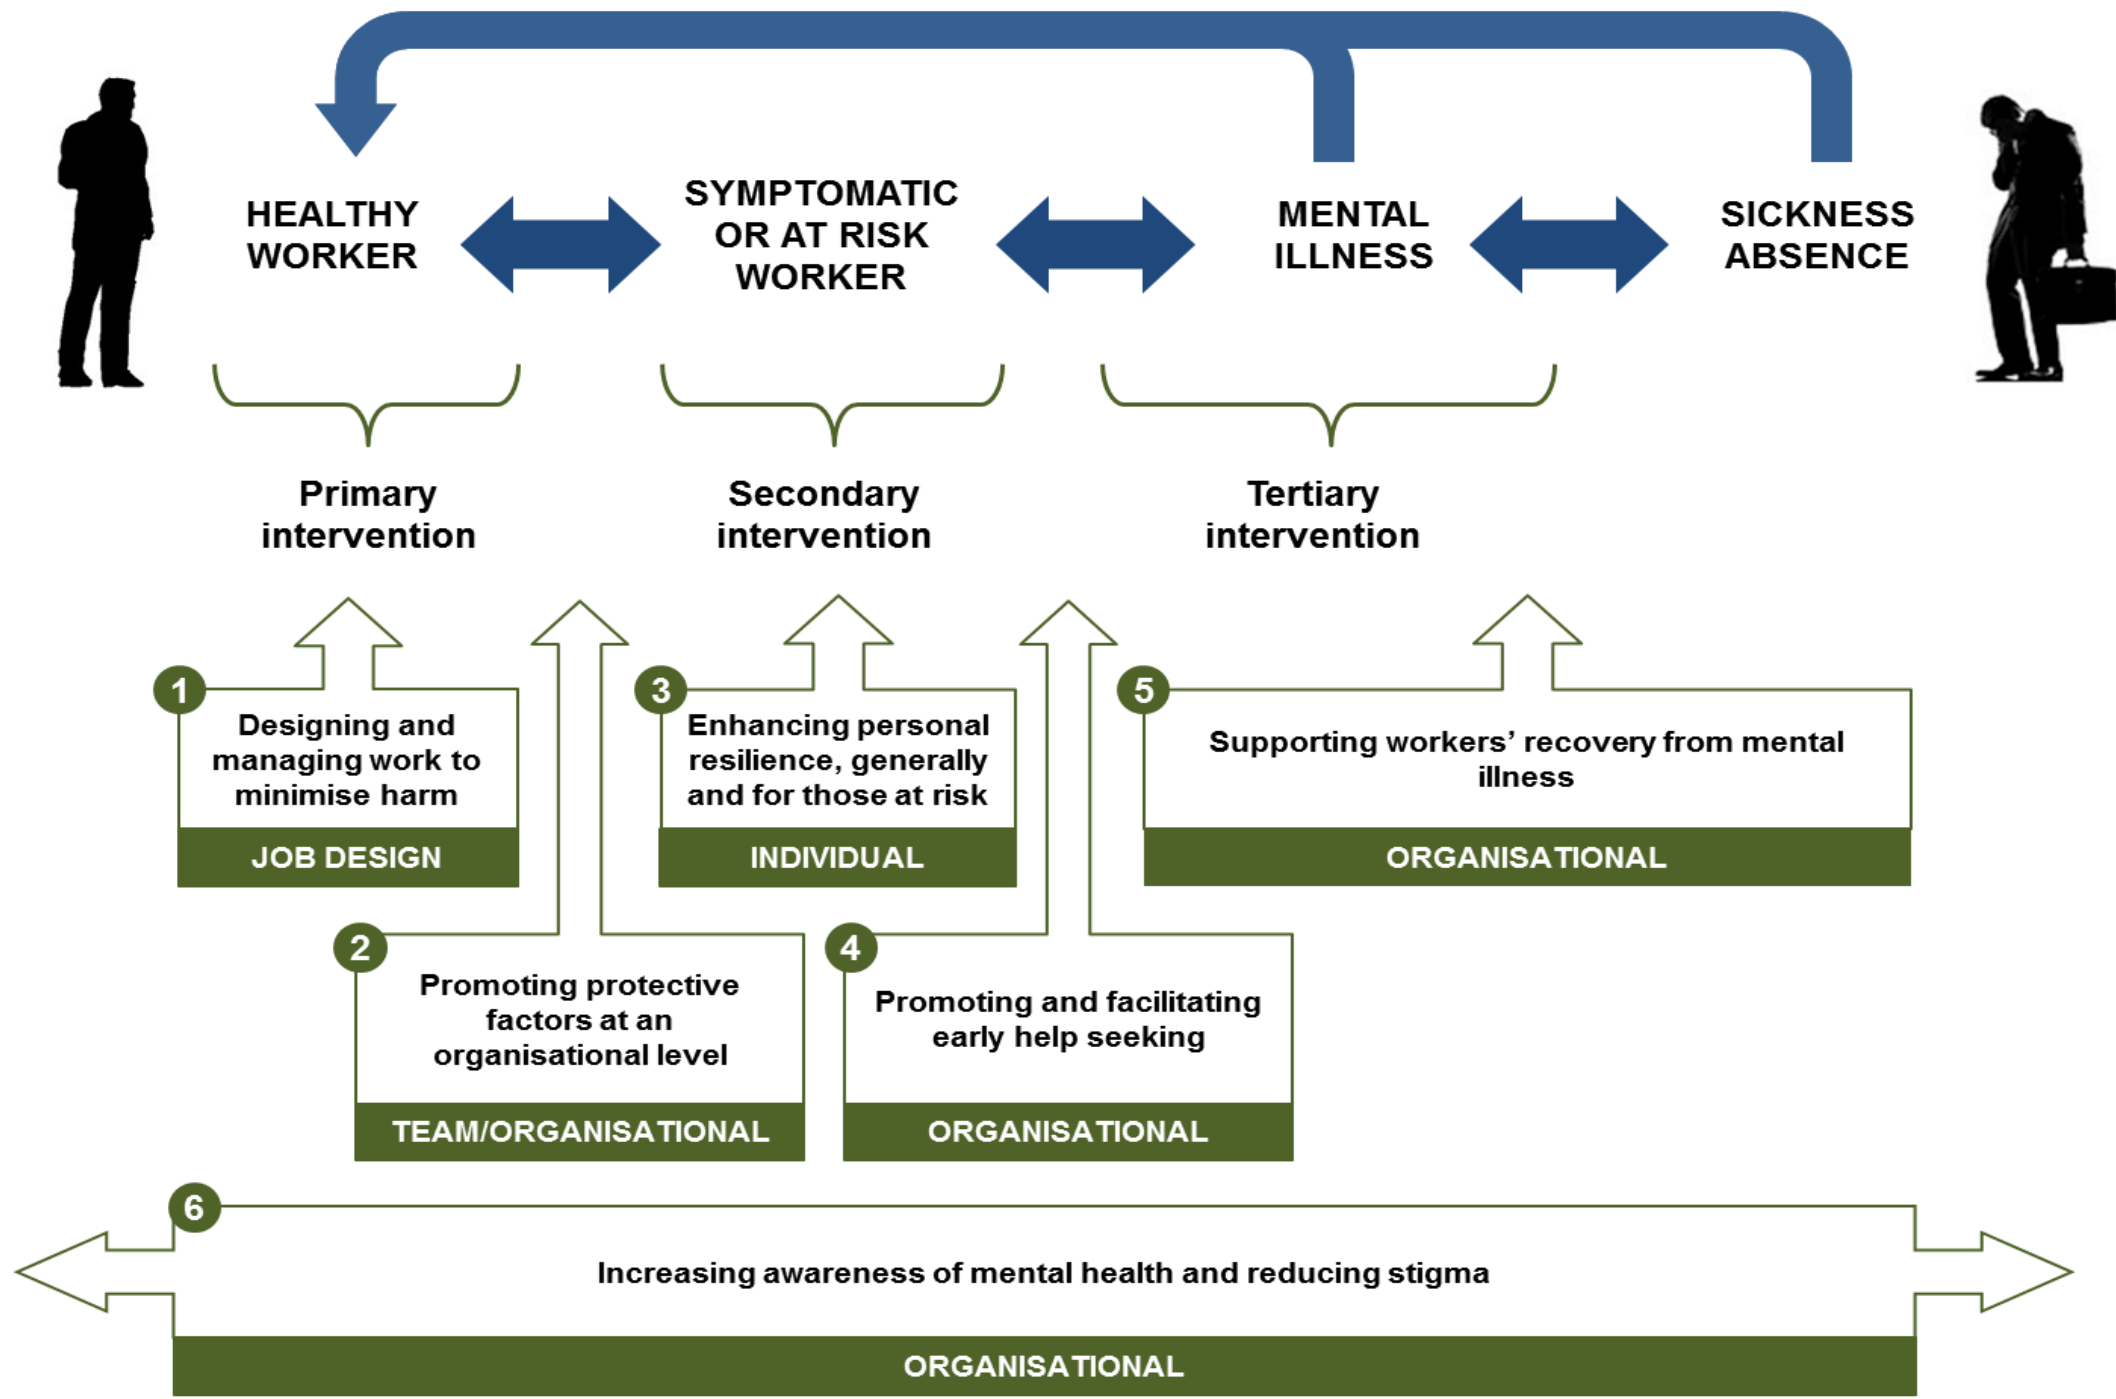 HEALTHY
WORKER
SYMPTOMATIC
OR AT RISK
WORKER
MENTAL
ILLNESS
SICKNESS
ABSENCE
Primary
intervention
Secondary
intervention
Tertiary
intervention
1
Designing and
managing work to
minimise harm
JOB DESIGN
3
Enhancing personal
resilience, generally
and for those at risk
INDIVIDUAL
5
Supporting workers’ recovery from mental
illness
ORGANISATIONAL
2
Promoting protective
factors at an
organisational level
TEAM/ORGANISATIONAL
4
Promoting and facilitating
early help seeking
ORGANISATIONAL
6
Increasing awareness of mental health and reducing stigma
ORGANISATIONAL